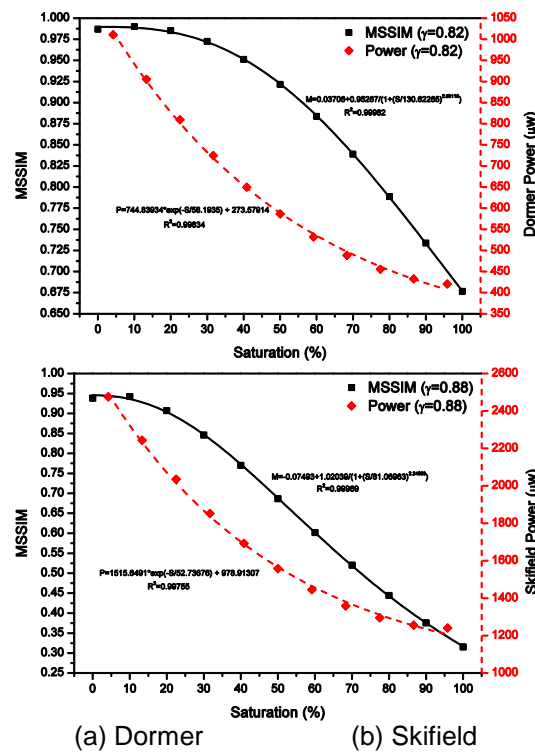 1.000
0.975
0.950
0.925
0.900
0.875
0.850
0.825
0.800
0.775
0.750
0.725
0.700
0.675
0.650
MSSIM
MSSIM (γ=0.82)
Power (γ=0.82)
R²=0.99982
P=744.83934*exp(-S/56.1935) + 273.57914
R²=0.99834
1050
1000
950
900
850
800
750
700
650
600
550
500
450
400
350
Dormer Power (μw)
0 10 20 30 40 50 60 70 80 90 100
Saturation (%)
1.00
0.95
0.90
0.85
0.80
0.75
0.70
0.65
0.60
0.55
0.50
0.45
0.40
0.35
0.30
0.25
MSSIM
MSSIM (γ=0.88)
Power (γ=0.88)
R²=0.99969
P=1515.6491*exp(-S/52.73676) + 978.91307
R²=0.99755
2600
2400
2200
2000
1800
1600
1400
1200
1000
Skifield Power (μw)
0 10 20 30 40 50 60 70 80 90 100
Saturation (%)
(a) Dormer (b) Skifield